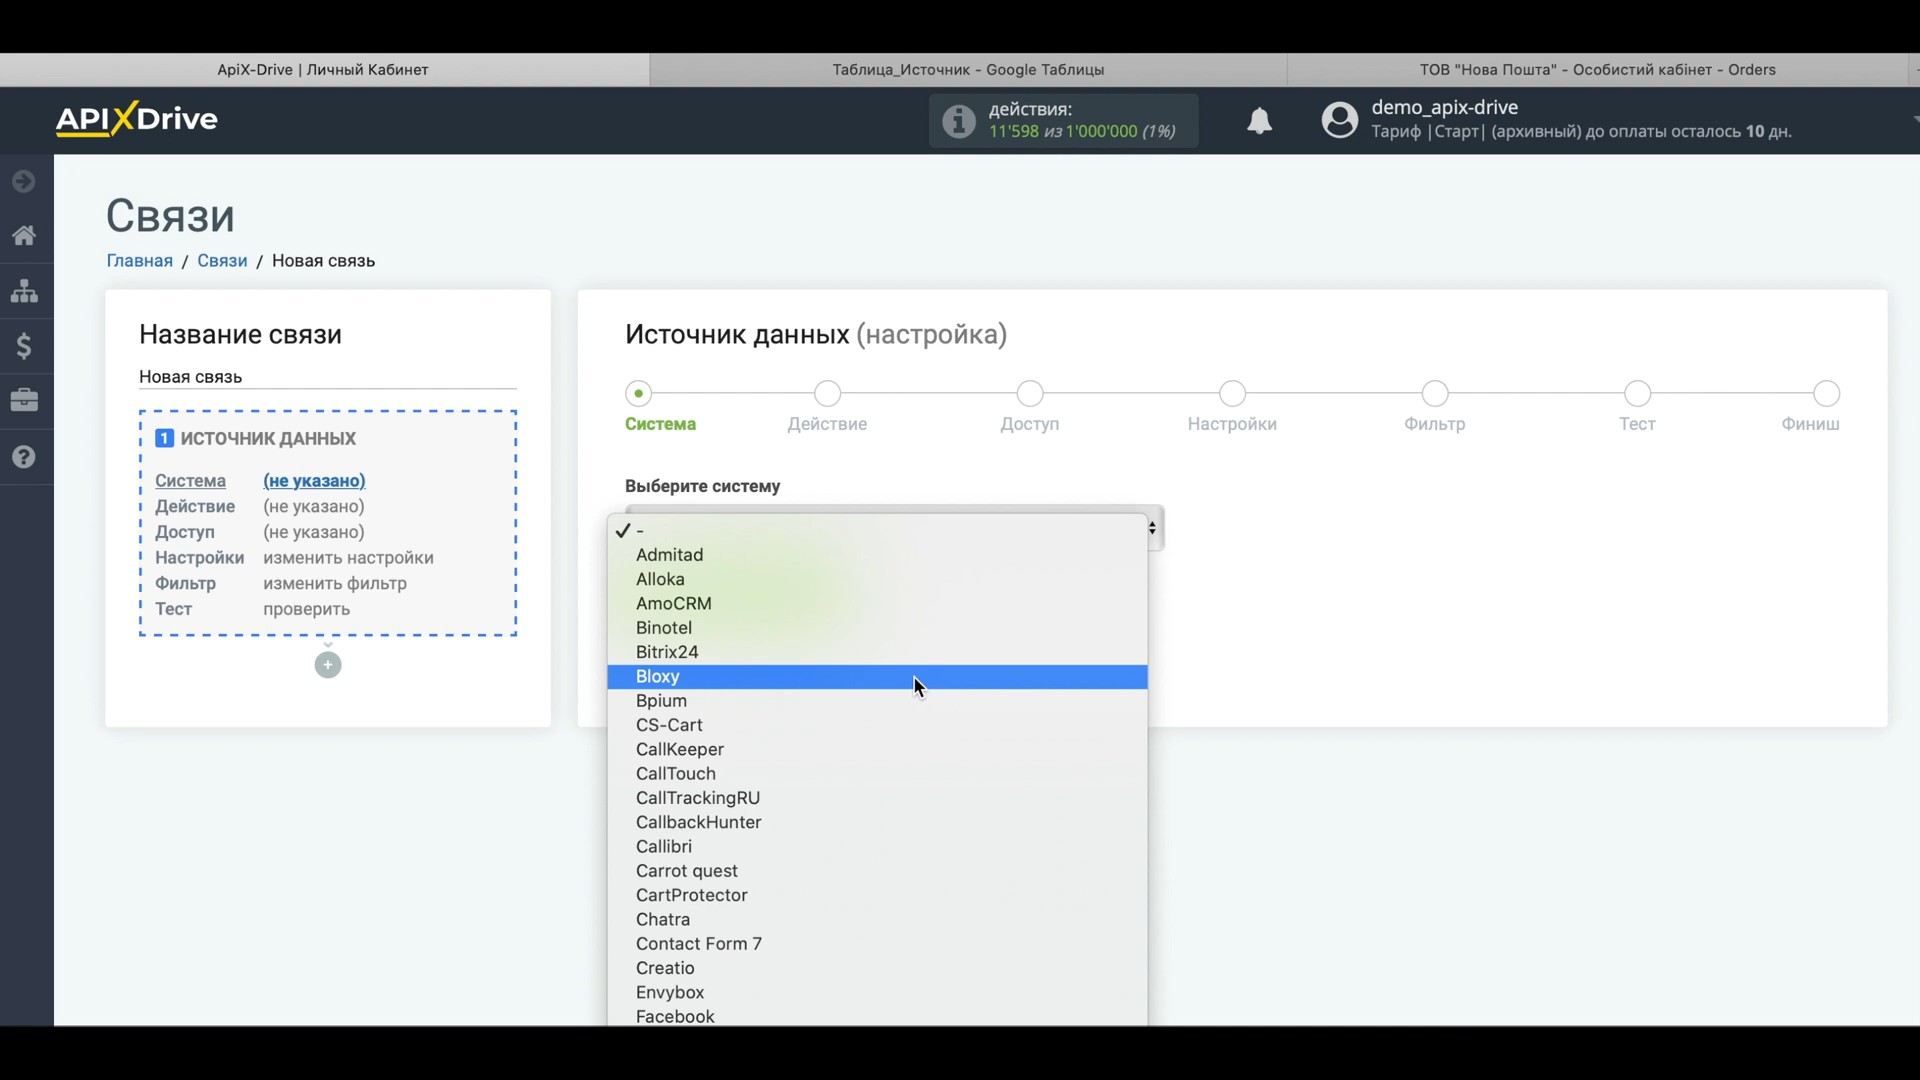 ApiX-Drive | Личный Кабинет
Таблица_Источник - Google Таблицы
ТОВ "Нова Пошта" - Особистий кабінет - Orders
APIXDrive
действия:
11'598 из 1'000'000 (1%)
demo_apix-drive
Тариф |Старт| (архивный) до оплаты осталось 10 дн.
Связи
Главная / Связи / Новая связь
Название связи
Новая связь
1 ИСТОЧНИК ДАННЫХ
Система (не указано)
Действие (не указано)
Доступ (не указано)
Настройки изменить настройки
Фильтр изменить фильтр
Тест проверить
Источник данных (настройка)
Система Действие Доступ Настройки Фильтр Тест Финиш
Выберите систему
✓ -
Admitad
Alloka
AmoCRM
Binotel
Bitrix24
Bloxy
Bpium
CS-Cart
CallKeeper
CallTouch
CallTrackingRU
CallbackHunter
Callibri
Carrot quest
CartProtector
Chatra
Contact Form 7
Creatio
Envybox
Facebook